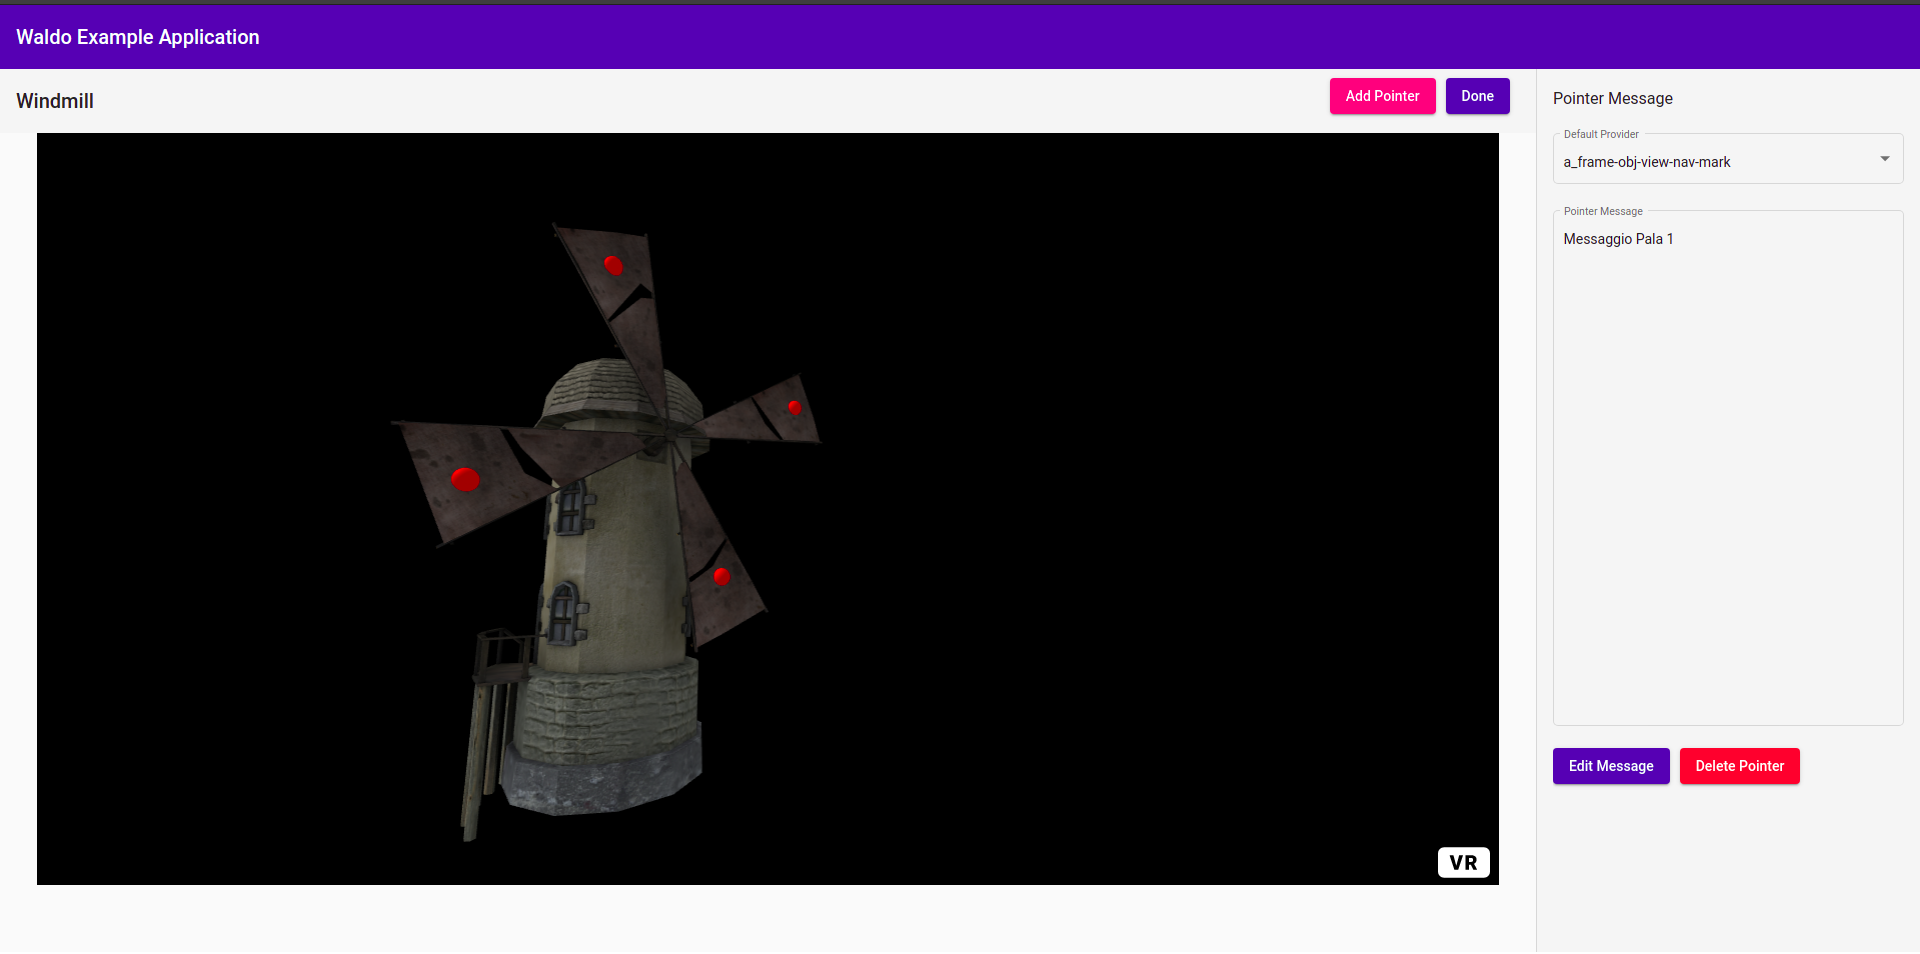 Waldo Example Application
Windmill
Add Pointer
Done
VR
Pointer Message
Default Provider
a_frame-obj-view-nav-mark
Pointer Message
Messaggio Pala 1
Edit Message
Delete Pointer